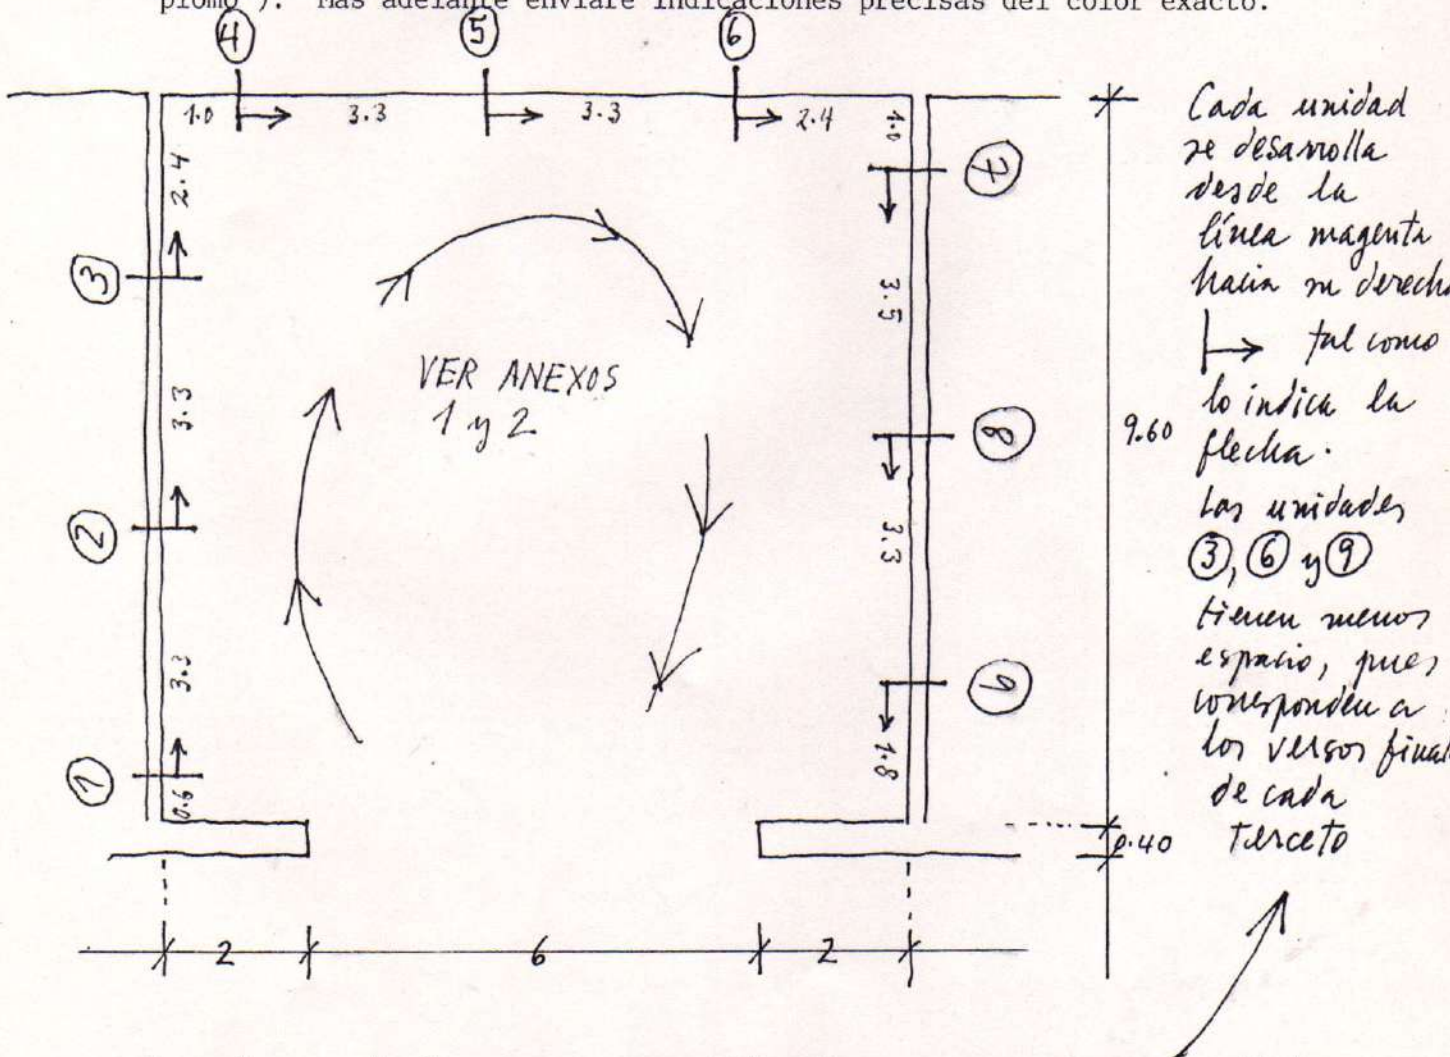 plomo"). Más adelante enviaré indicaciones precisas del color exacto.
4 5 6
1.0 3.3 3.3 2.4 1.0
7
2.4
3
3.5
VER ANEXOS
1 y 2
3.3
8
2
3.3
3.3
9
1
1.8
0.6
2 6 2
9.60
0.40
Cada unidad
se desarrolla
desde la
línea magenta
hacia su derecha
tal como
lo indica la
flecha.
Las unidades
3, 6 y 9
tienen menos
espacio, pues
corresponden a
los versos final
de cada
terceto